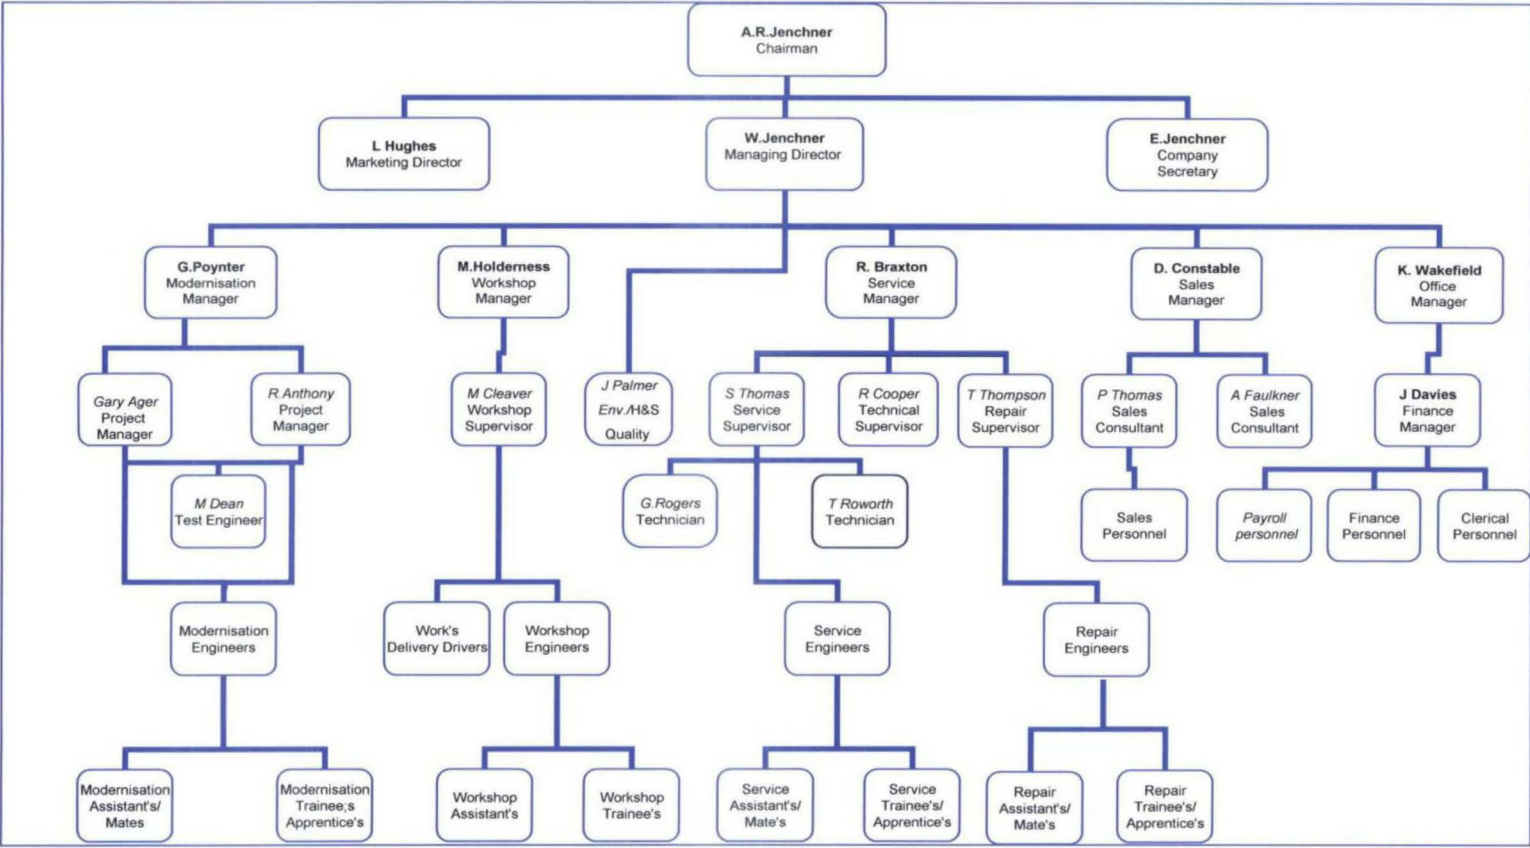 A.R.Jenchner
Chairman
L Hughes
Marketing Director
W.Jenchner
Managing Director
E.Jenchner
Company
Secretary
G.Poynter
Modernisation
Manager
M.Holderness
Workshop
Manager
R. Braxton
Service
Manager
D. Constable
Sales
Manager
K. Wakefield
Office
Manager
Gary Ager
Project
Manager
R.Anthony
Project
Manager
M Cleaver
Workshop
Supervisor
J Palmer
Env./H&S
Quality
S Thomas
Service
Supervisor
R Cooper
Technical
Supervisor
T Thompson
Repair
Supervisor
P Thomas
Sales
Consultant
A Faulkner
Sales
Consultant
J Davies
Finance
Manager
M Dean
Test Engineer
G.Rogers
Technician
T Roworth
Technician
Sales
Personnel
Payroll
personnel
Finance
Personnel
Clerical
Personnel
Modernisation
Engineers
Work's
Delivery Drivers
Workshop
Engineers
Service
Engineers
Repair
Engineers
Modernisation
Assistant's/
Mates
Modernisation
Trainee;s
Apprentice's
Workshop
Assistant's
Workshop
Trainee's
Service
Assistant's/
Mate's
Service
Trainee's/
Apprentice's
Repair
Assistant's/
Mate's
Repair
Trainee's/
Apprentice's